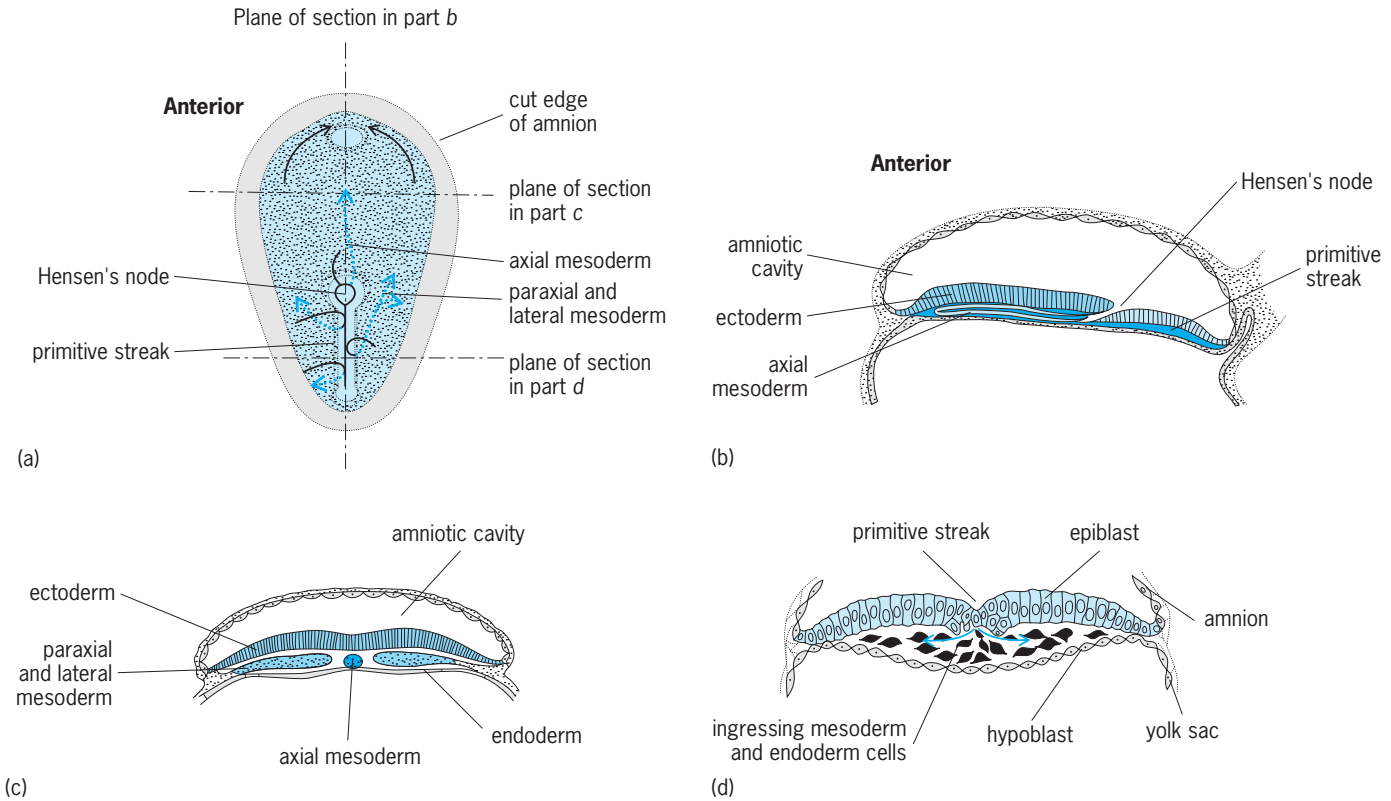 Plane of section in part b
Anterior
cut edge
of amnion
plane of section
in part c
axial mesoderm
Hensen's node
paraxial and
lateral mesoderm
primitive streak
plane of section
in part d
(a)
Anterior
Hensen's node
amniotic
cavity
primitive
streak
ectoderm
axial
mesoderm
(b)
amniotic cavity
ectoderm
paraxial
and lateral
mesoderm
endoderm
axial mesoderm
(c)
primitive streak
epiblast
amnion
ingressing mesoderm
and endoderm cells
hypoblast
yolk sac
(d)